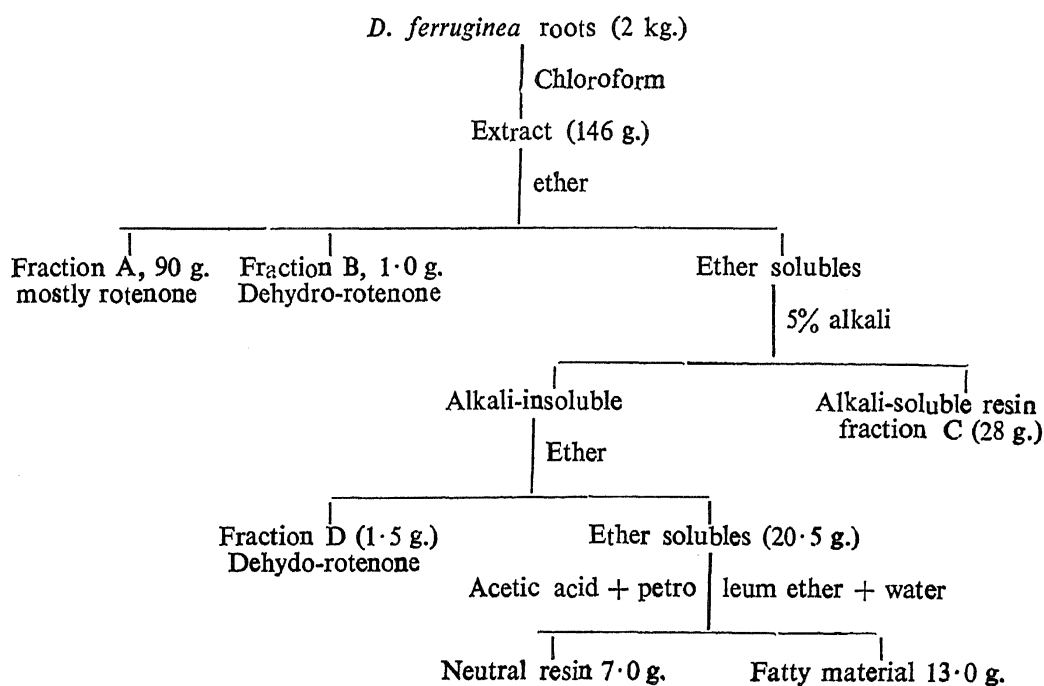 D. ferruginea roots (2 kg.)
Chloroform
Extract (146 g.)
ether
Fraction A, 90 g.
mostly rotenone
Fraction B, 1·0 g.
Dehydro-rotenone
Ether solubles
5% alkali
Alkali-insoluble
Alkali-soluble resin
fraction C (28 g.)
Ether
Fraction D (1·5 g.)
Dehydo-rotenone
Ether solubles (20·5 g.)
Acetic acid + petro leum ether + water
Neutral resin 7·0 g.
Fatty material 13·0 g.